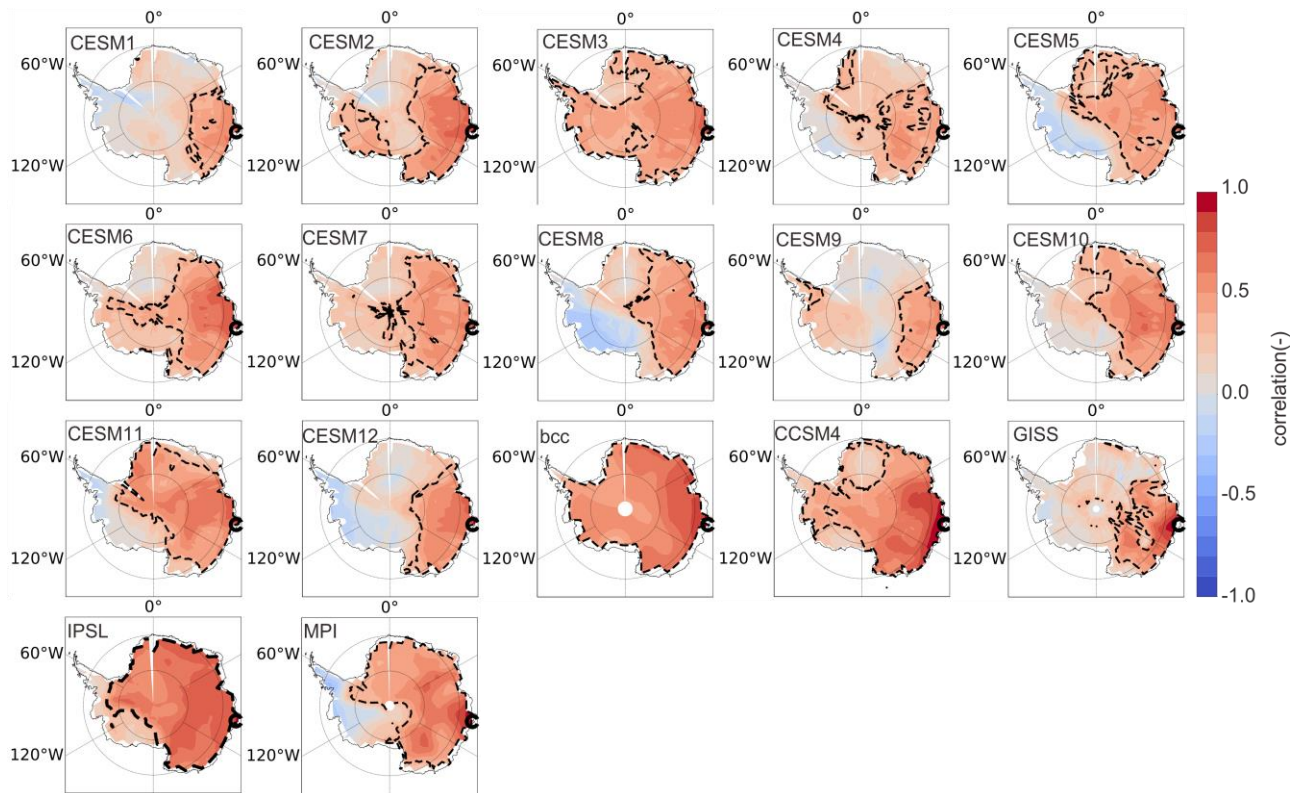 0° 0° 0° 0° 0°
CESM1 CESM2 CESM3 CESM4 CESM5
60°W 60°W 60°W 60°W 60°W
120°W 120°W 120°W 120°W 120°W
0° 0° 0° 0° 0°
CESM6 CESM7 CESM8 CESM9 CESM10
60°W 60°W 60°W 60°W 60°W
120°W 120°W 120°W 120°W 120°W
0° 0° 0° 0° 0°
CESM11 CESM12 bcc CCSM4 GISS
60°W 60°W 60°W 60°W 60°W
120°W 120°W 120°W 120°W 120°W
0° 0°
IPSL MPI
60°W 60°W
120°W 120°W
1.0
0.5
0.0
-0.5
-1.0
correlation(-)